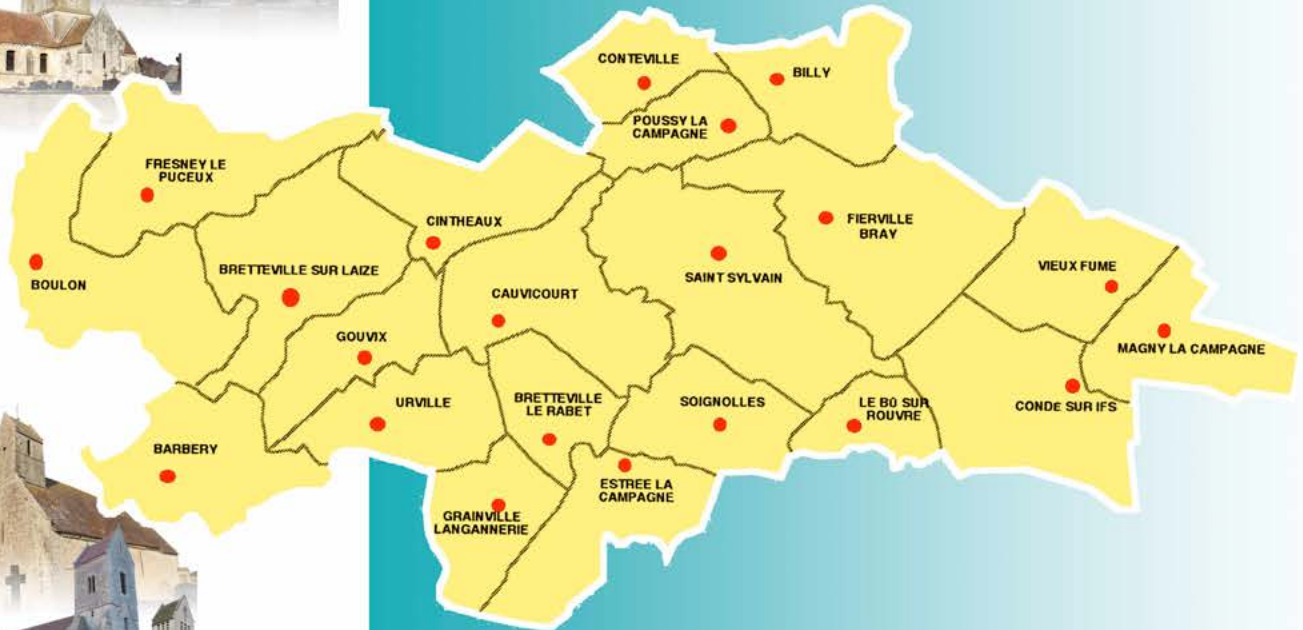 CONTEVILLE
BILLY
POUSSY LA
CAMPAGNE
FRESNEY LE
PUCEUX
CINTHEAUX
FIERVILLE
BRAY
BOULON
BRETTEVILLE SUR LAIZE
SAINT SYLVAIN
VIEUX FUME
CAUVICOURT
GOUVIX
MAGNY LA CAMPAGNE
URVILLE
BRETTEVILLE
LE RABET
SOIGNOLLES
LE BÛ SUR
ROUVRE
CONDE SUR IFS
BARBERY
ESTREE LA
CAMPAGNE
GRAINVILLE
LANGANNERIE